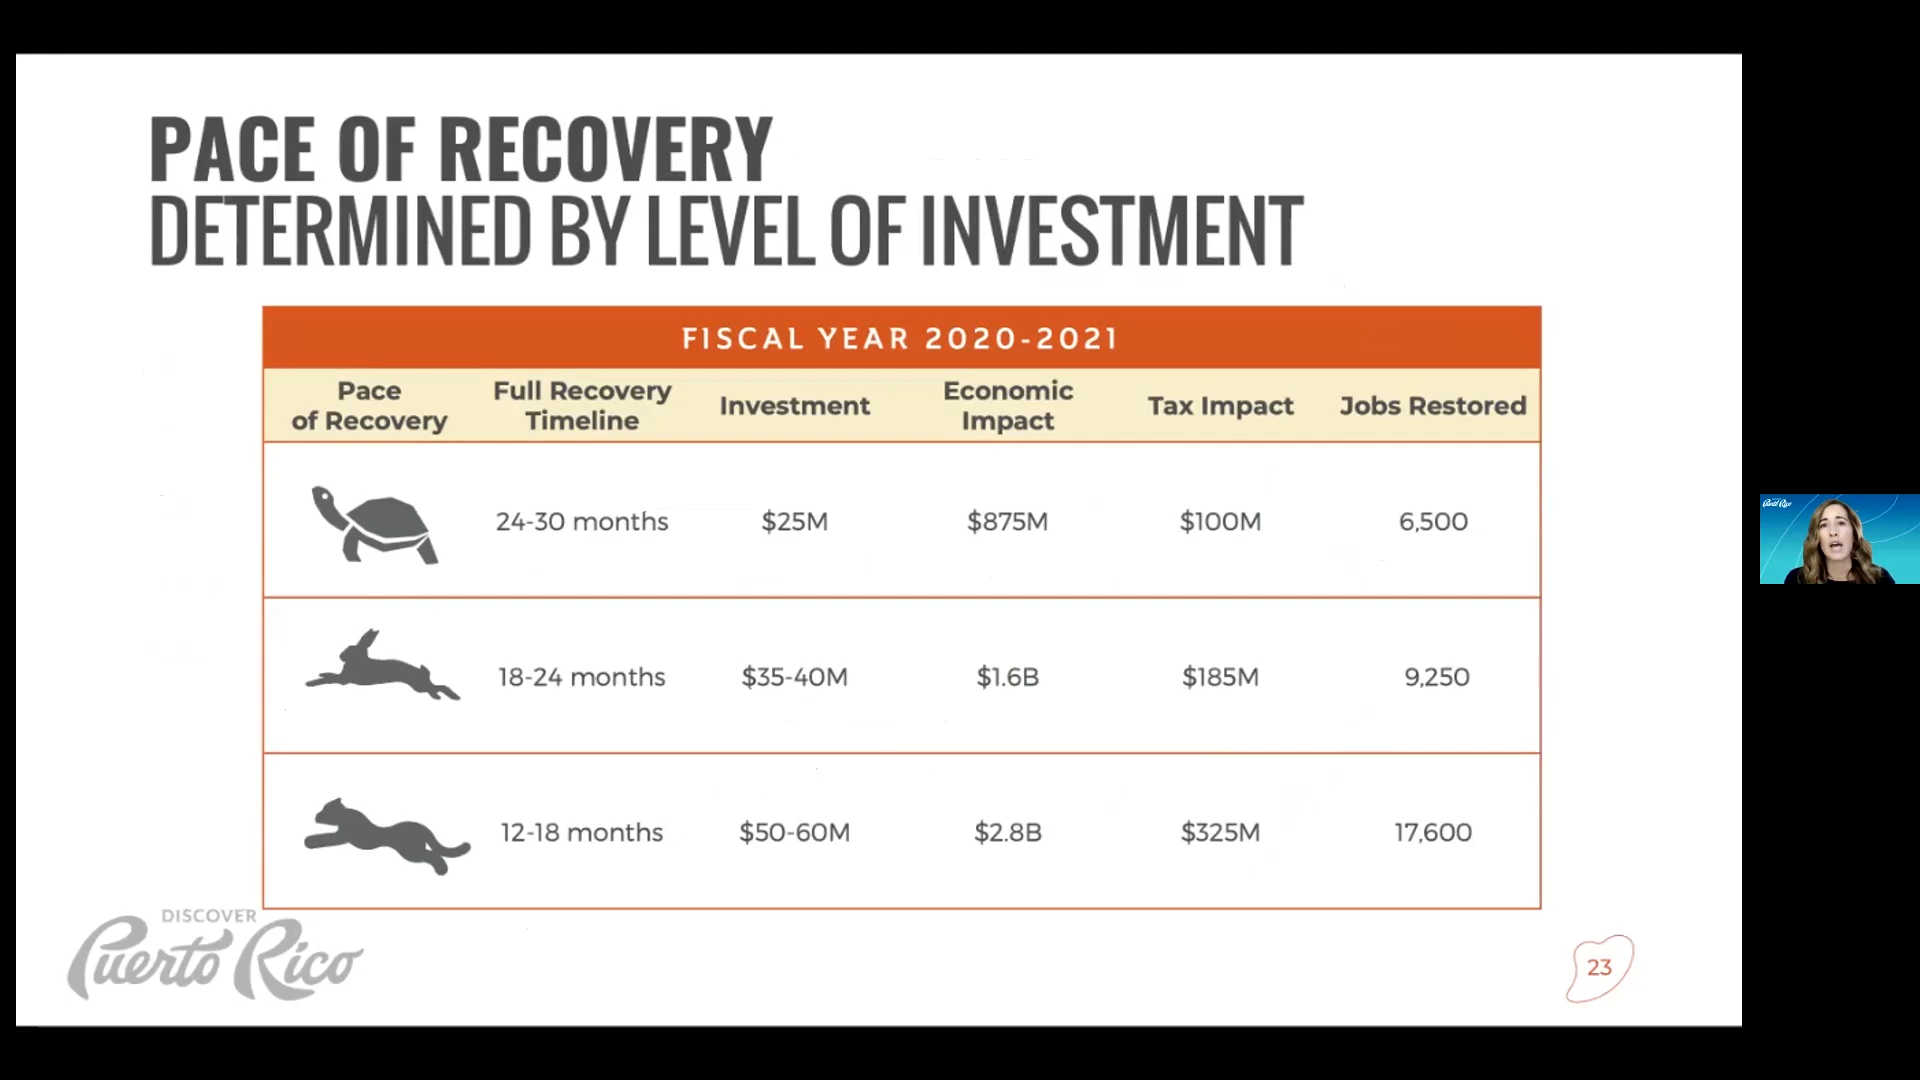 PACE OF RECOVERY
DETERMINED BY LEVEL OF INVESTMENT
FISCAL YEAR 2020-2021
Pace of Recovery
Full Recovery Timeline
Investment
Economic Impact
Tax Impact
Jobs Restored
24-30 months
$25M
$875M
$100M
6,500
18-24 months
$35-40M
$1.6B
$185M
9,250
12-18 months
$50-60M
$2.8B
$325M
17,600
DISCOVER
Puerto Rico
23
Puerto Rico